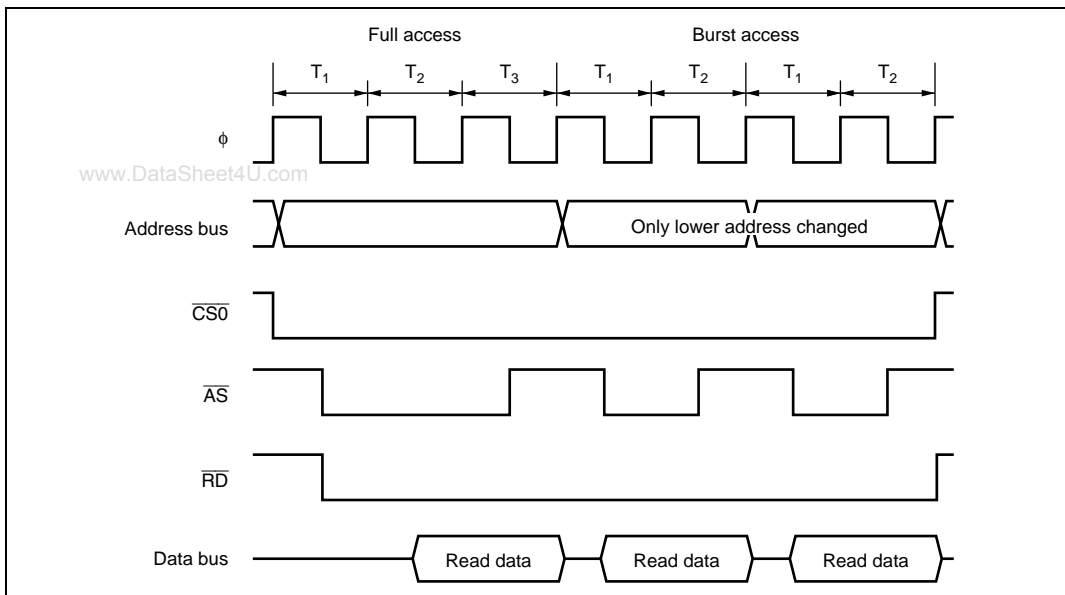 Full access Burst access
T1 T2 T3 T1 T2 T1 T2
φ
www.DataSheet4U.com
Address bus Only lower address changed
CS0
AS
RD
Data bus Read data Read data Read data